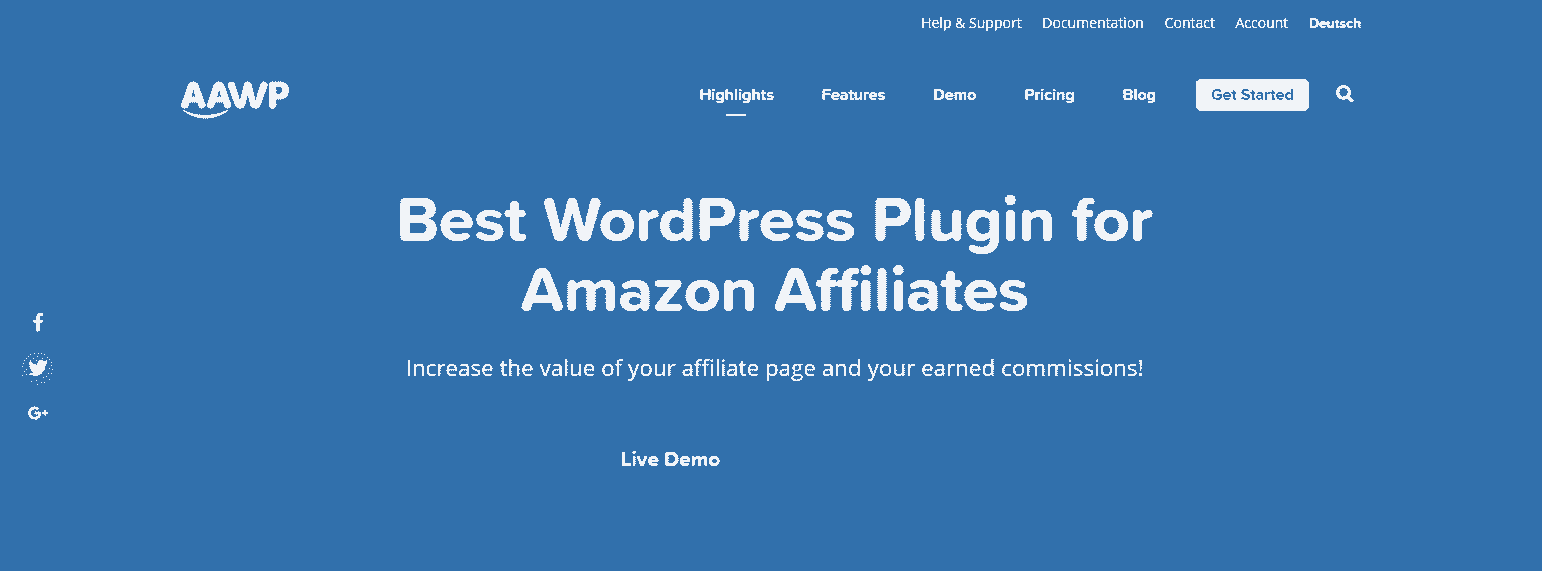 Help & Support Documentation Contact Account Deutsch
AAWP Highlights Features Demo Pricing Blog Get Started
Best WordPress Plugin for
Amazon Affiliates
Increase the value of your affiliate page and your earned commissions!
Live Demo